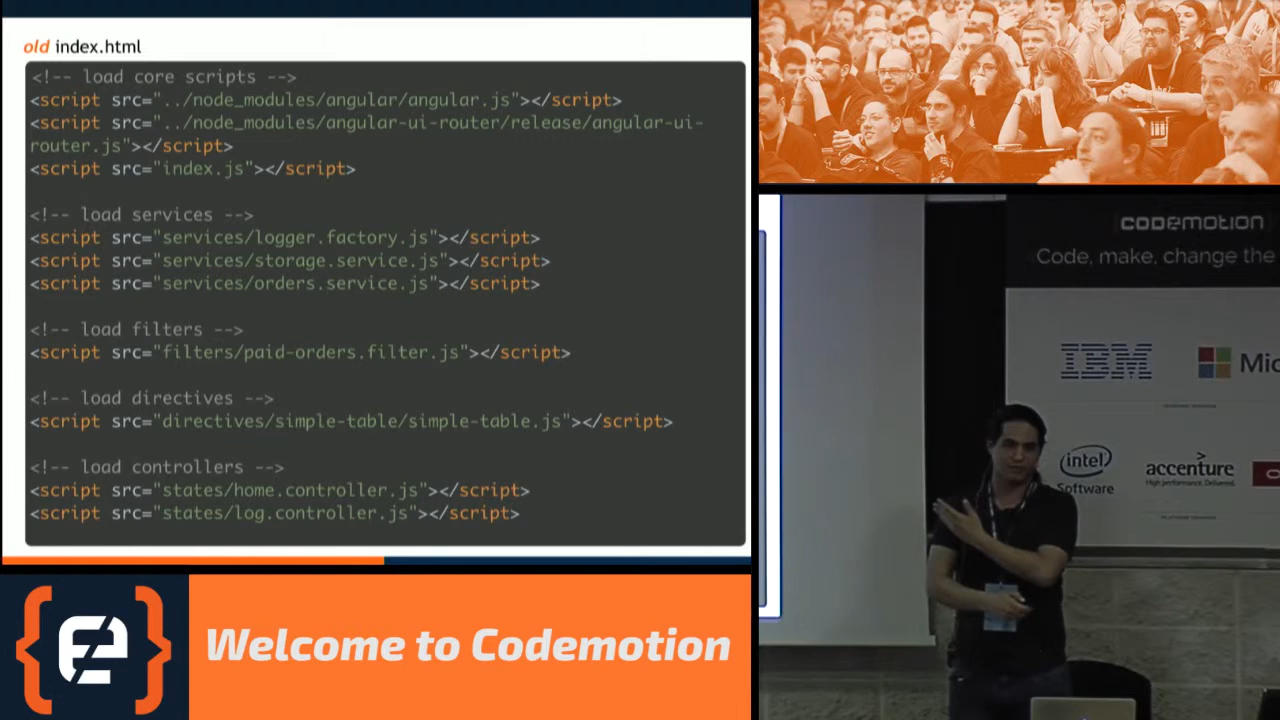 old index.html
<!-- load core scripts -->
<script src="../node_modules/angular/angular.js"></script>
<script src="../node_modules/angular-ui-router/release/angular-ui-
router.js"></script>
<script src="index.js"></script>
<!-- load services -->
<script src="services/logger.factory.js"></script>
<script src="services/storage.service.js"></script>
<script src="services/orders.service.js"></script>
<!-- load filters -->
<script src="filters/paid-orders.filter.js"></script>
<!-- load directives -->
<script src="directives/simple-table/simple-table.js"></script>
<!-- load controllers -->
<script src="states/home.controller.js"></script>
<script src="states/log.controller.js"></script>
Welcome to Codemotion
CODEMOTION
Code, make, change the
IBM
Mic
intel
Software
accenture
High performance. Delivered.